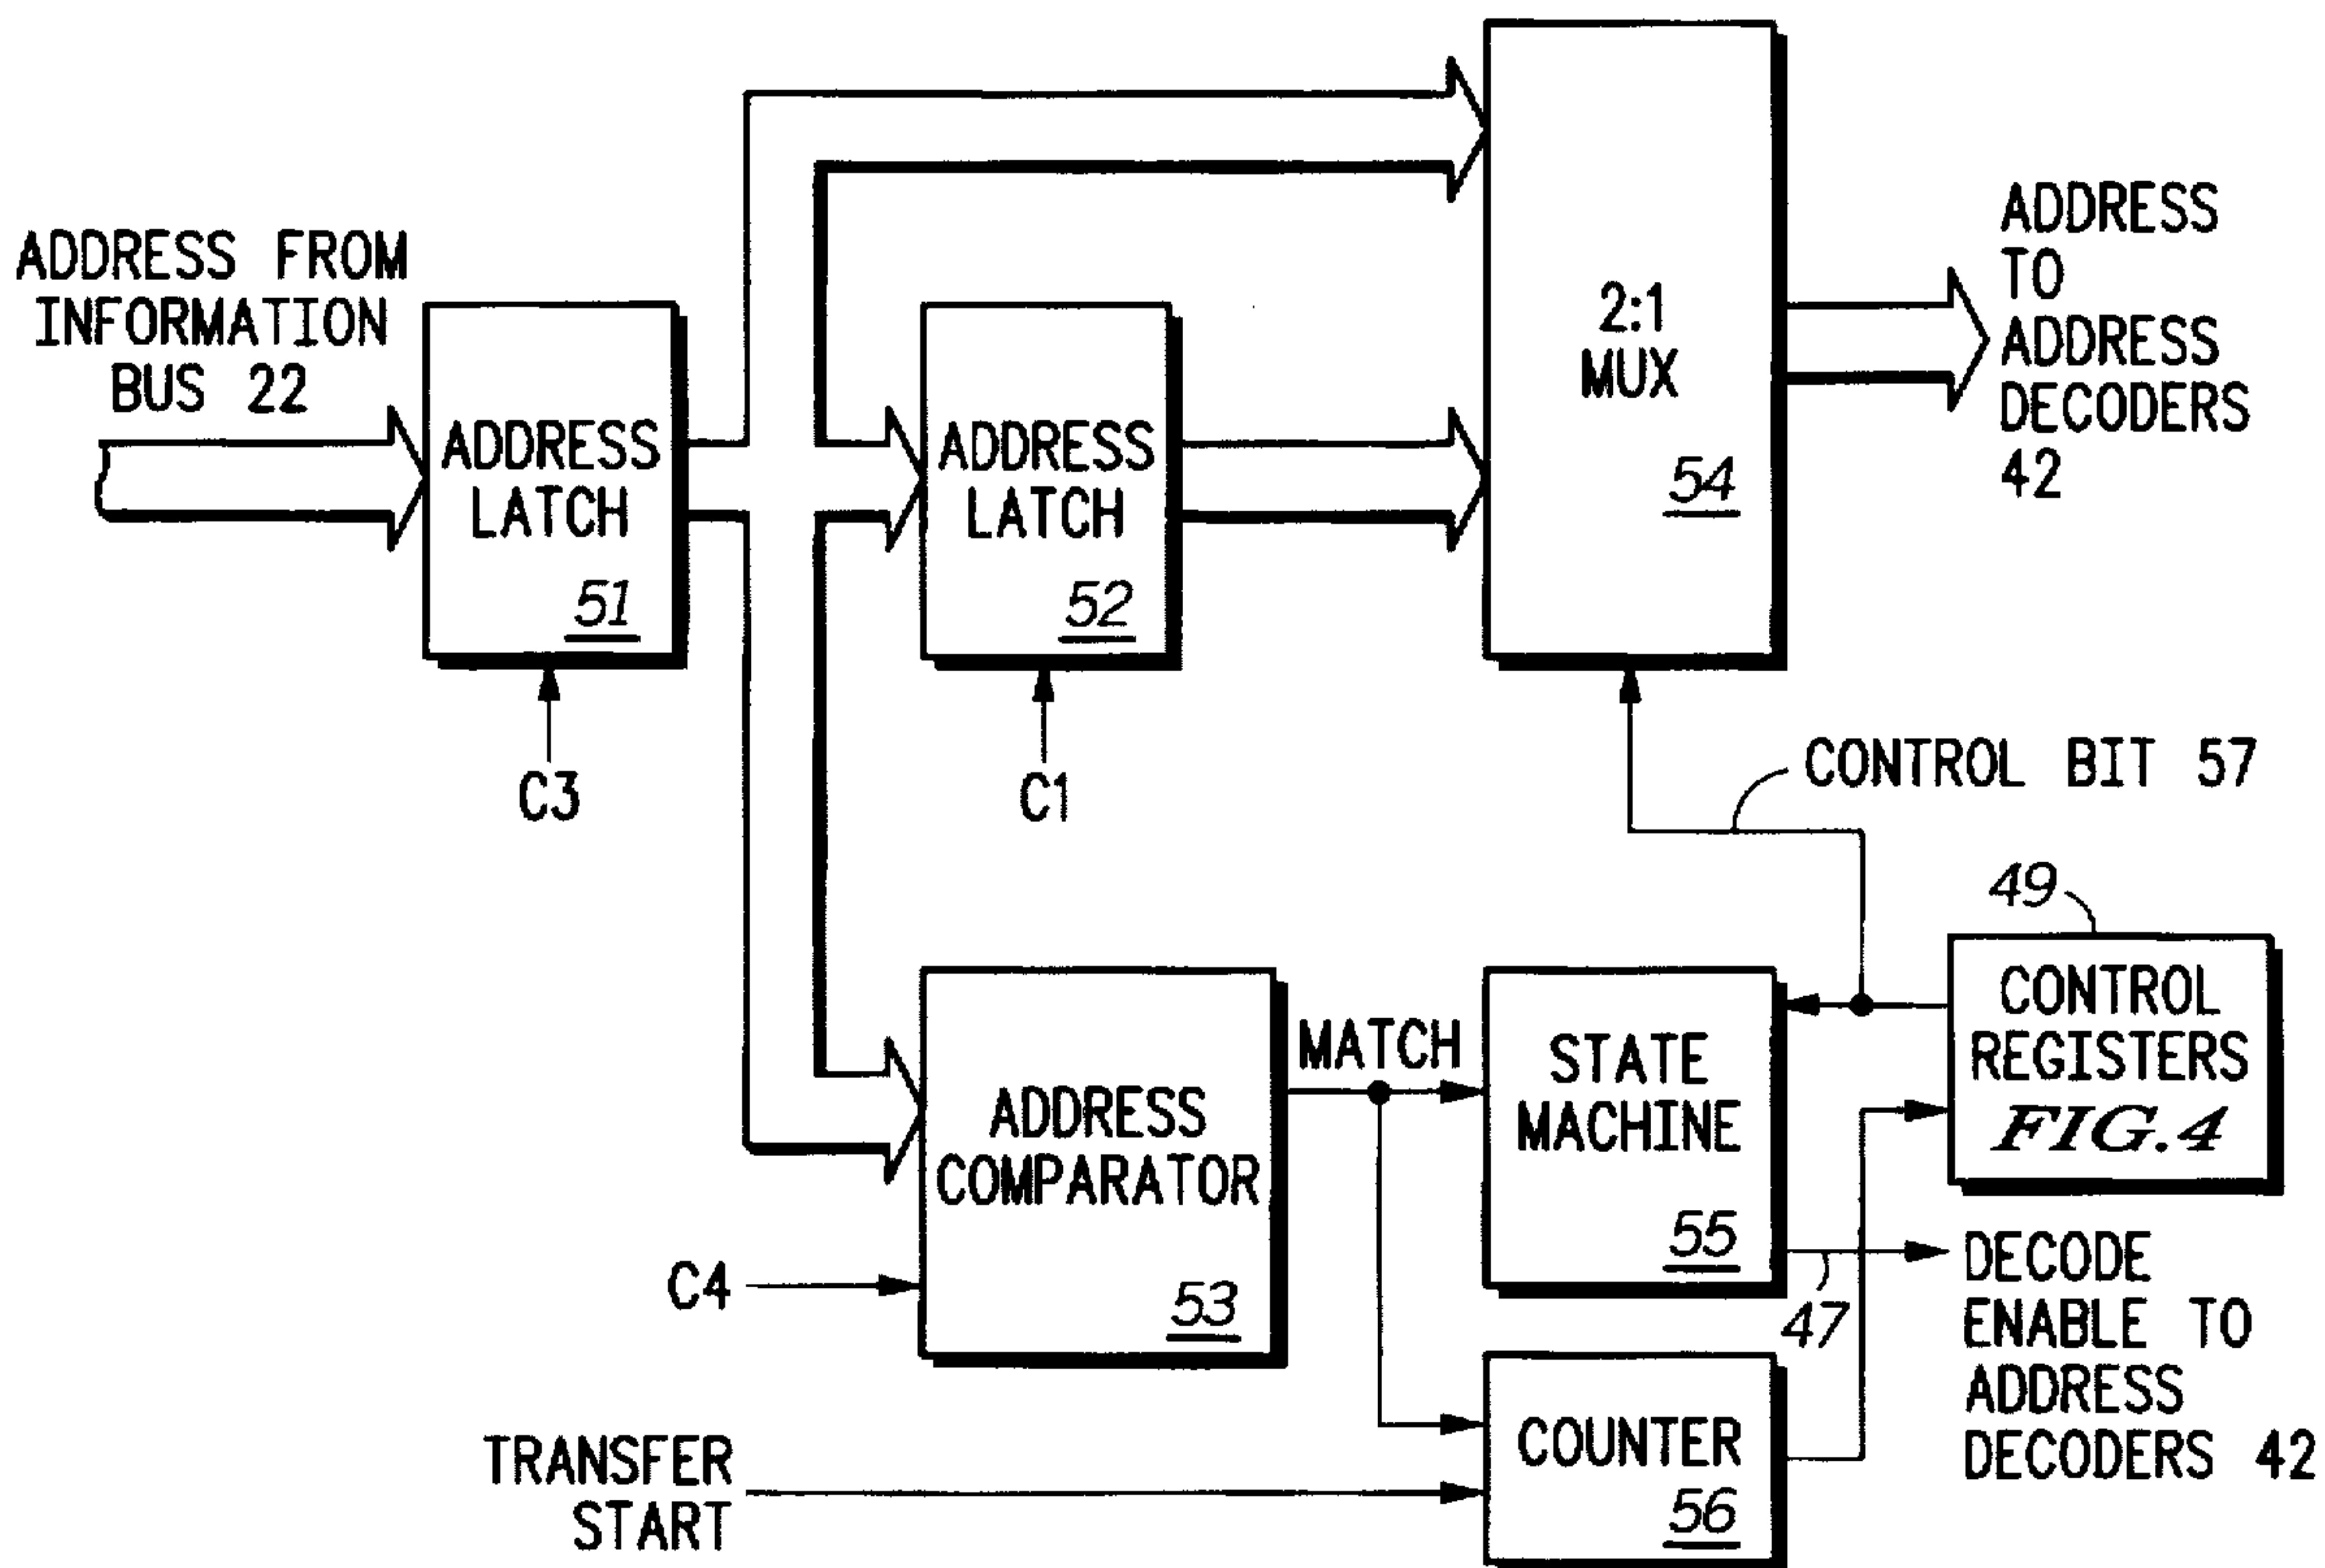 ADDRESS FROM
INFORMATION
BUS 22
ADDRESS
LATCH
51
C3
ADDRESS
LATCH
52
C1
2:1
MUX
54
ADDRESS
TO
ADDRESS
DECODERS
42
CONTROL BIT 57
49
CONTROL
REGISTERS
FIG.4
MATCH
STATE
MACHINE
55
ADDRESS
COMPARATOR
53
C4
47
DECODE
ENABLE TO
ADDRESS
DECODERS 42
TRANSFER
START
COUNTER
56